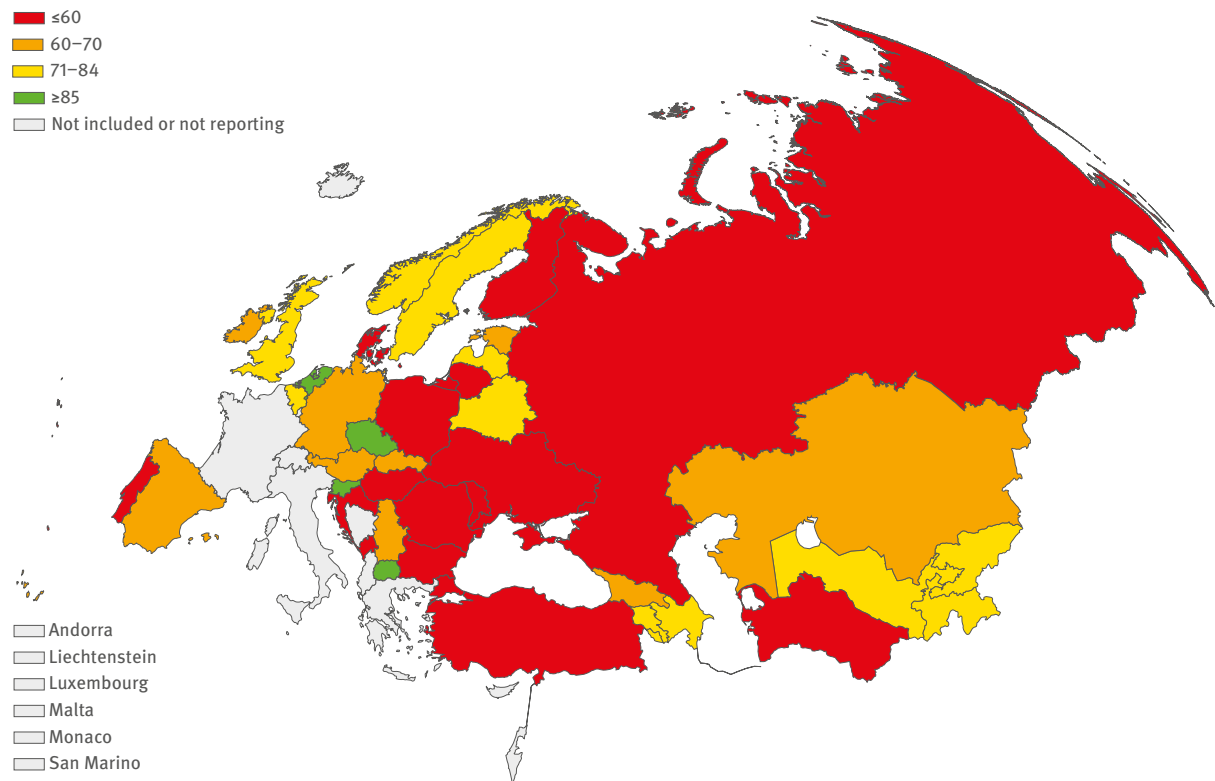 ≤60
60–70
71–84
≥85
Not included or not reporting
Andorra
Liechtenstein
Luxembourg
Malta
Monaco
San Marino